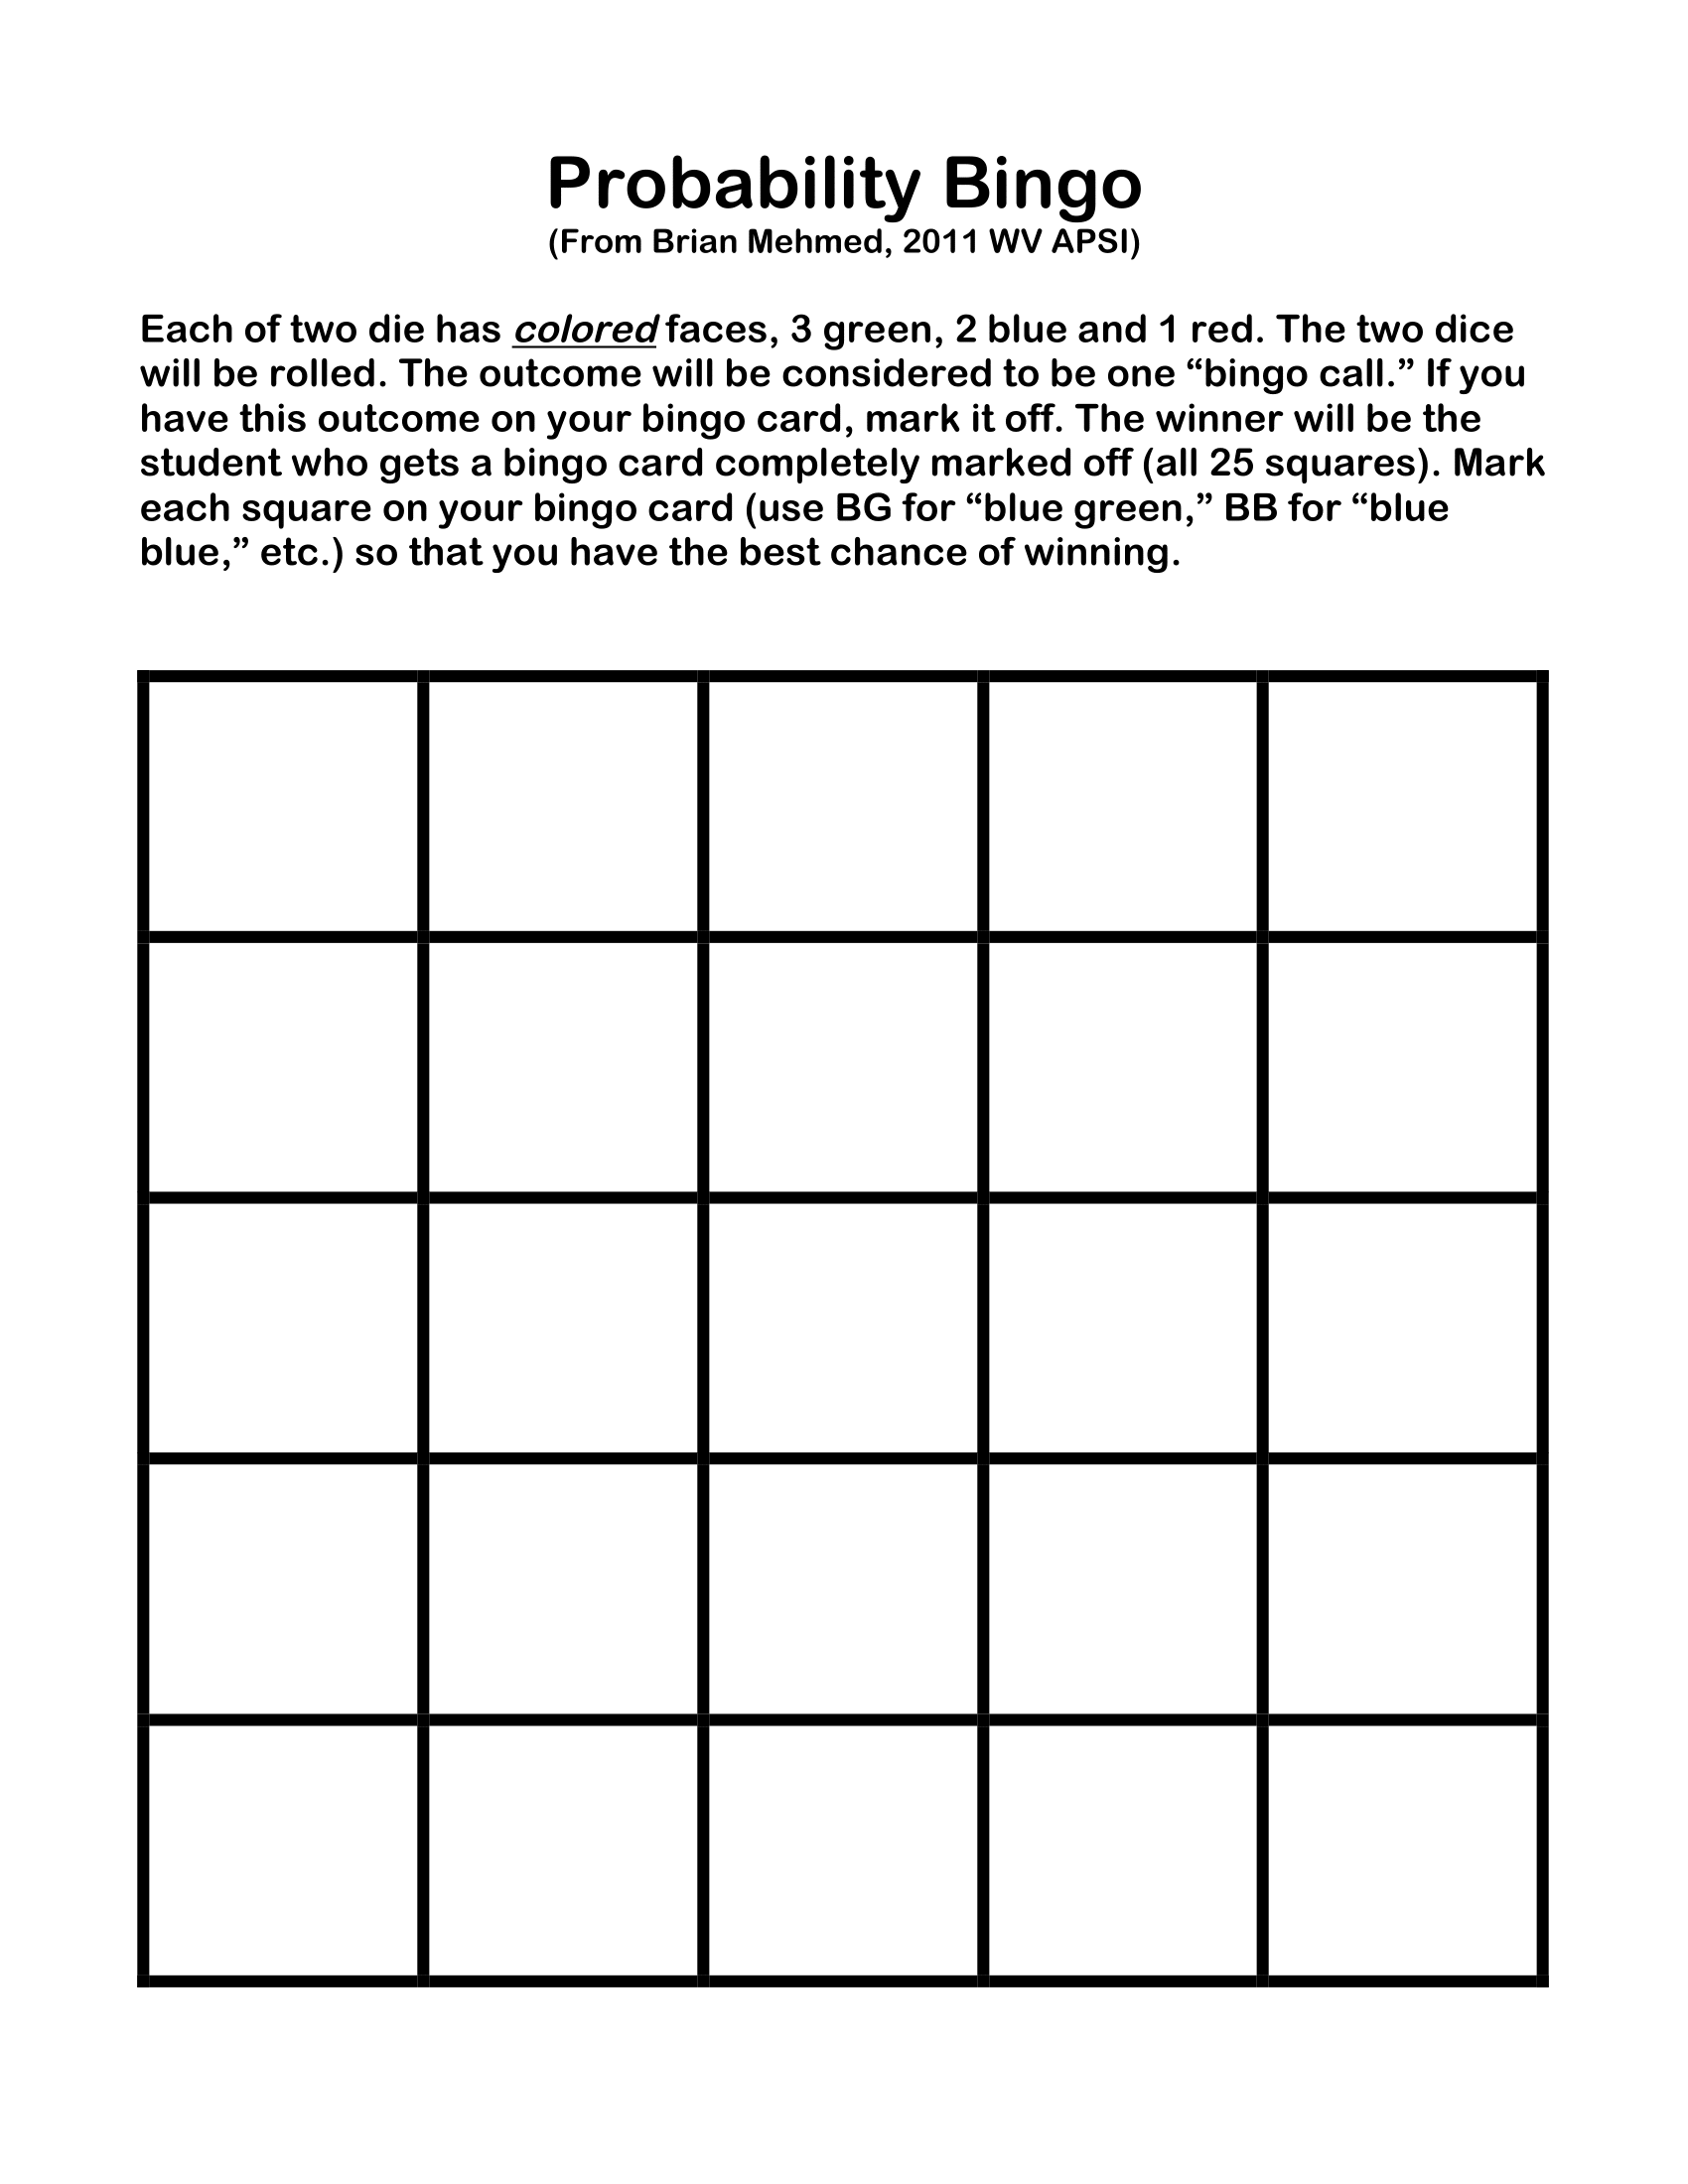 Probability Bingo
(From Brian Mehmed, 2011 WV APSI)
Each of two die has colored faces, 3 green, 2 blue and 1 red. The two dice
will be rolled. The outcome will be considered to be one “bingo call.” If you
have this outcome on your bingo card, mark it off. The winner will be the
student who gets a bingo card completely marked off (all 25 squares). Mark
each square on your bingo card (use BG for “blue green,” BB for “blue
blue,” etc.) so that you have the best chance of winning.